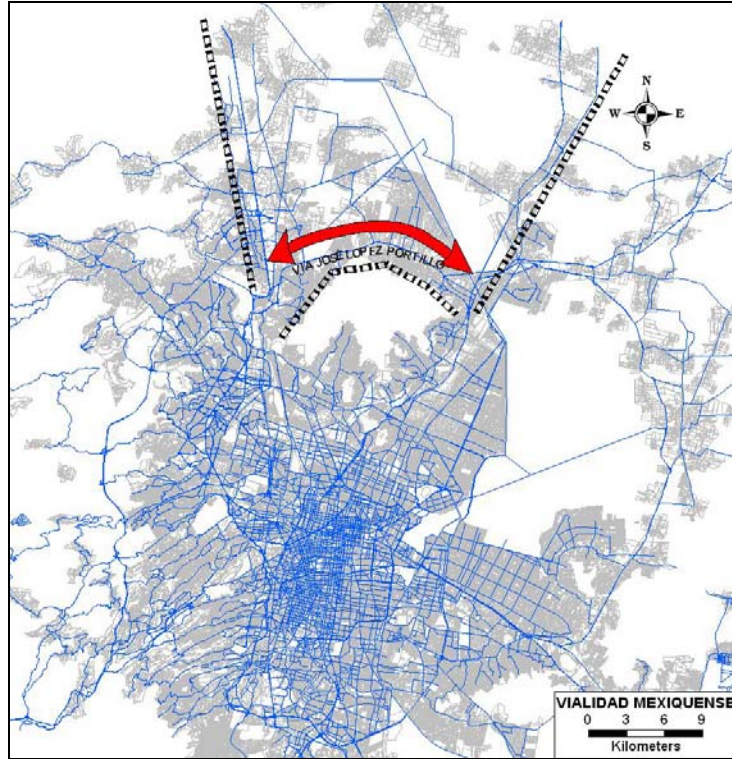 N
W E
S
VIA JOSE LOPEZ PORTILLO
VIALIDAD MEXIQUENSE
0 3 6 9
Kilometers